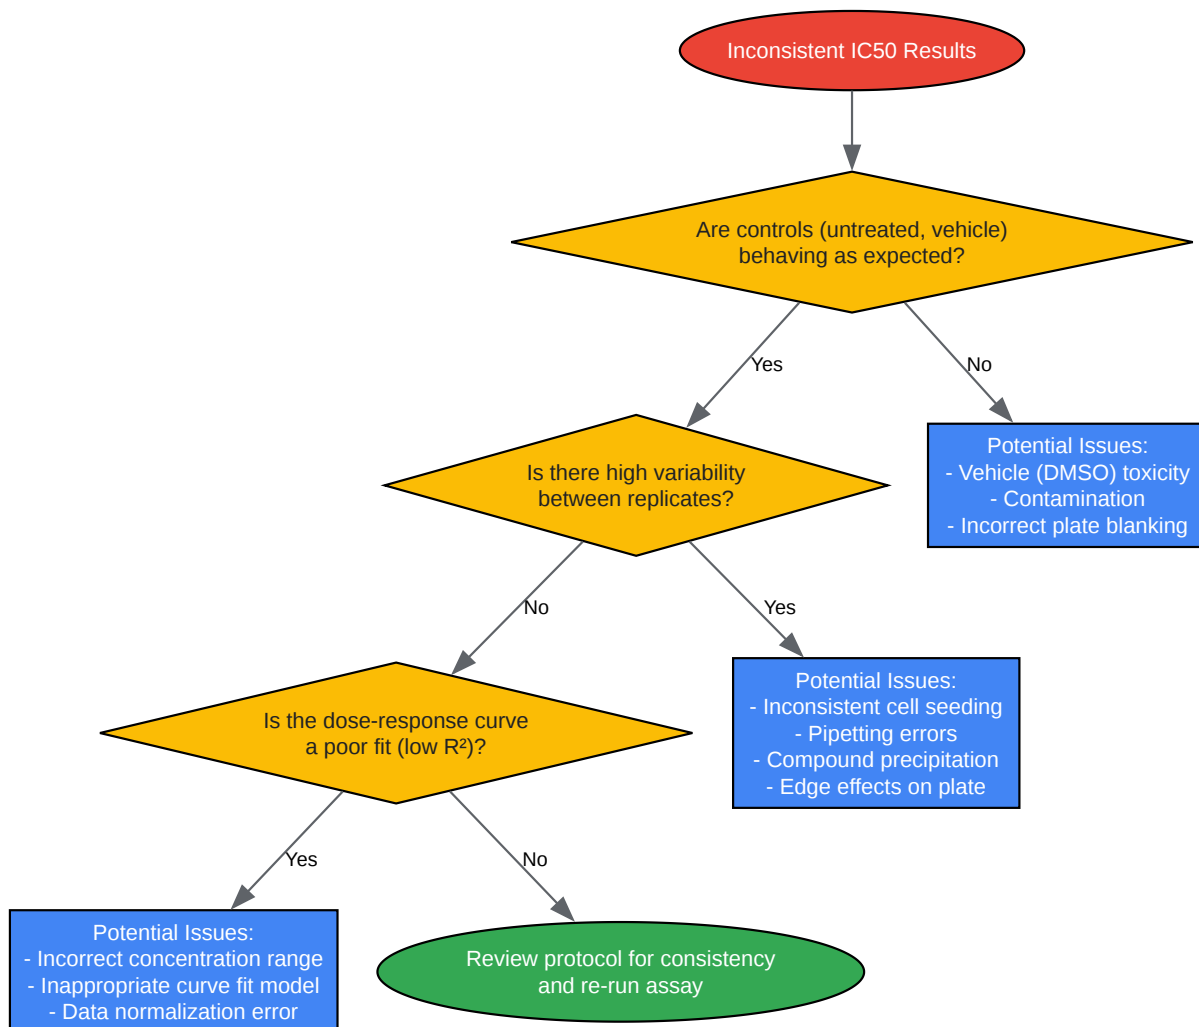 Inconsistent IC50 Results
Are controls (untreated, vehicle)
behaving as expected?
Yes
No
Potential Issues:
- Vehicle (DMSO) toxicity
- Contamination
- Incorrect plate blanking
Is there high variability
between replicates?
No
Yes
Potential Issues:
- Inconsistent cell seeding
- Pipetting errors
- Compound precipitation
- Edge effects on plate
Is the dose-response curve
a poor fit (low R²)?
Yes
No
Potential Issues:
- Incorrect concentration range
- Inappropriate curve fit model
- Data normalization error
Review protocol for consistency
and re-run assay